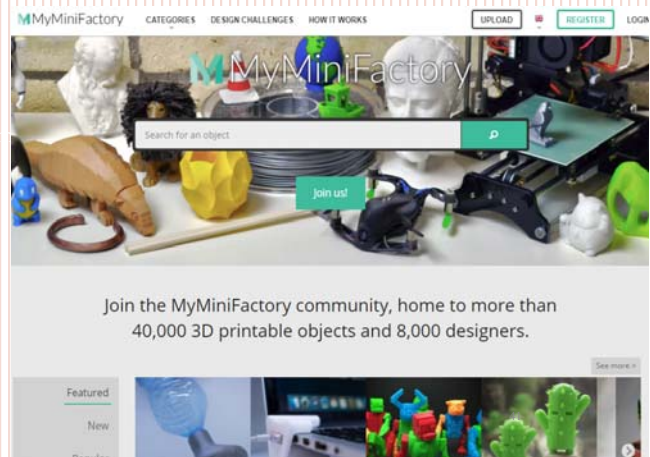 MyMiniFactory CATEGORIES DESIGN CHALLENGES HOW IT WORKS UPLOAD REGISTER LOGIN
MyMiniFactory
Search for an object
Join us!
Join the MyMiniFactory community, home to more than
40,000 3D printable objects and 8,000 designers.
See more >
Featured
New
Popular